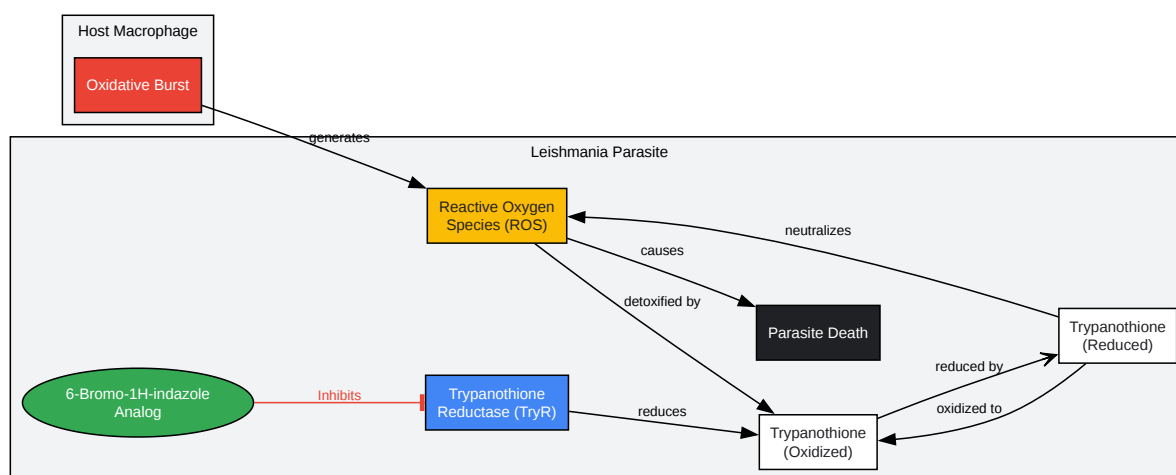 Host Macrophage
Oxidative Burst
generates
Leishmania Parasite
Reactive Oxygen
Species (ROS)
neutralizes
causes
detoxified by
Parasite Death
Trypanothione
(Reduced)
reduced by
6-Bromo-1H-indazole
Analog
Inhibits
Trypanothione
Reductase (TryR)
reduces
oxidized to
Trypanothione
(Oxidized)